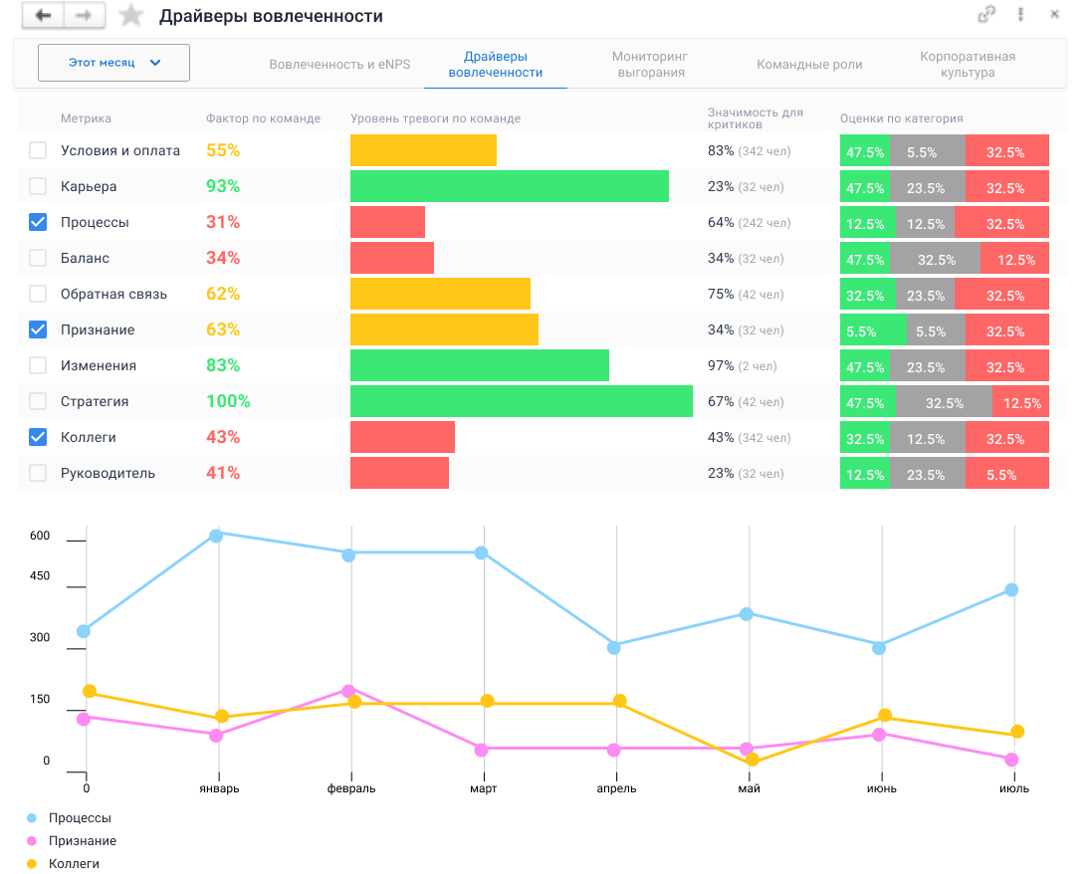 Драйверы вовлеченности
Этот месяц
Вовлеченность и eNPS
Драйверы
вовлеченности
Мониторинг
выгорания
Командные роли
Корпоративная
культура
Метрика Фактор по команде Уровень тревоги по команде Значимость для
критиков Оценки по категория
Условия и оплата 55% 83% (342 чел) 47.5% 5.5% 32.5%
Карьера 93% 23% (32 чел) 47.5% 23.5% 32.5%
Процессы 31% 64% (242 чел) 12.5% 12.5% 32.5%
Баланс 34% 34% (32 чел) 47.5% 32.5% 12.5%
Обратная связь 62% 75% (42 чел) 32.5% 23.5% 32.5%
Признание 63% 34% (32 чел) 5.5% 5.5% 32.5%
Изменения 83% 97% (2 чел) 47.5% 23.5% 32.5%
Стратегия 100% 67% (42 чел) 47.5% 32.5% 12.5%
Коллеги 43% 43% (342 чел) 32.5% 12.5% 32.5%
Руководитель 41% 23% (32 чел) 12.5% 23.5% 5.5%
600
450
300
150
0
0 январь февраль март апрель май июнь июль
Процессы
Признание
Коллеги